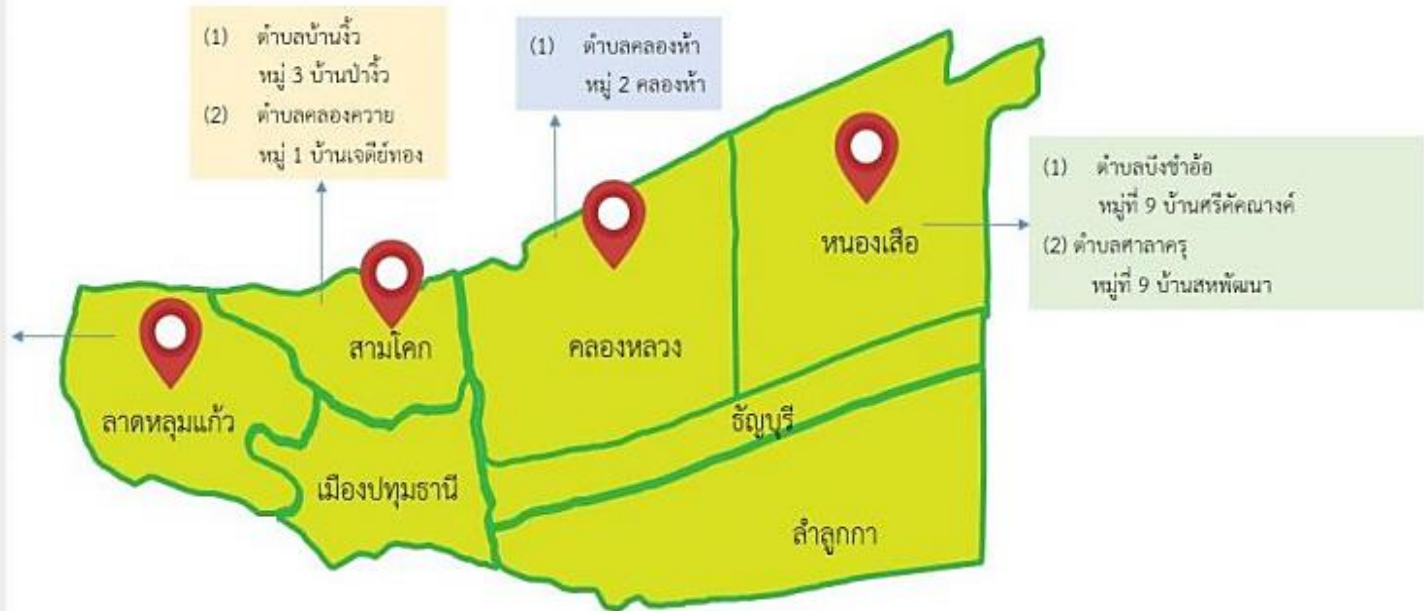 (1) ตำบลบ้านงิ้ว
หมู่ 3 บ้านป่างิ้ว
(2) ตำบลคลองควาย
หมู่ 1 บ้านเจดีย์ทอง
(1) ตำบลคลองห้า
หมู่ 2 คลองห้า
(1) ตำบลบึงชำอ้อ
หมู่ที่ 9 บ้านศรีคัคณางค์
(2) ตำบลศาลาครุ
หมู่ที่ 9 บ้านสหพัฒนา
หนองเสือ
สามโคก
คลองหลวง
ลาดหลุมแก้ว
ธัญบุรี
เมืองปทุมธานี
ลำลูกกา